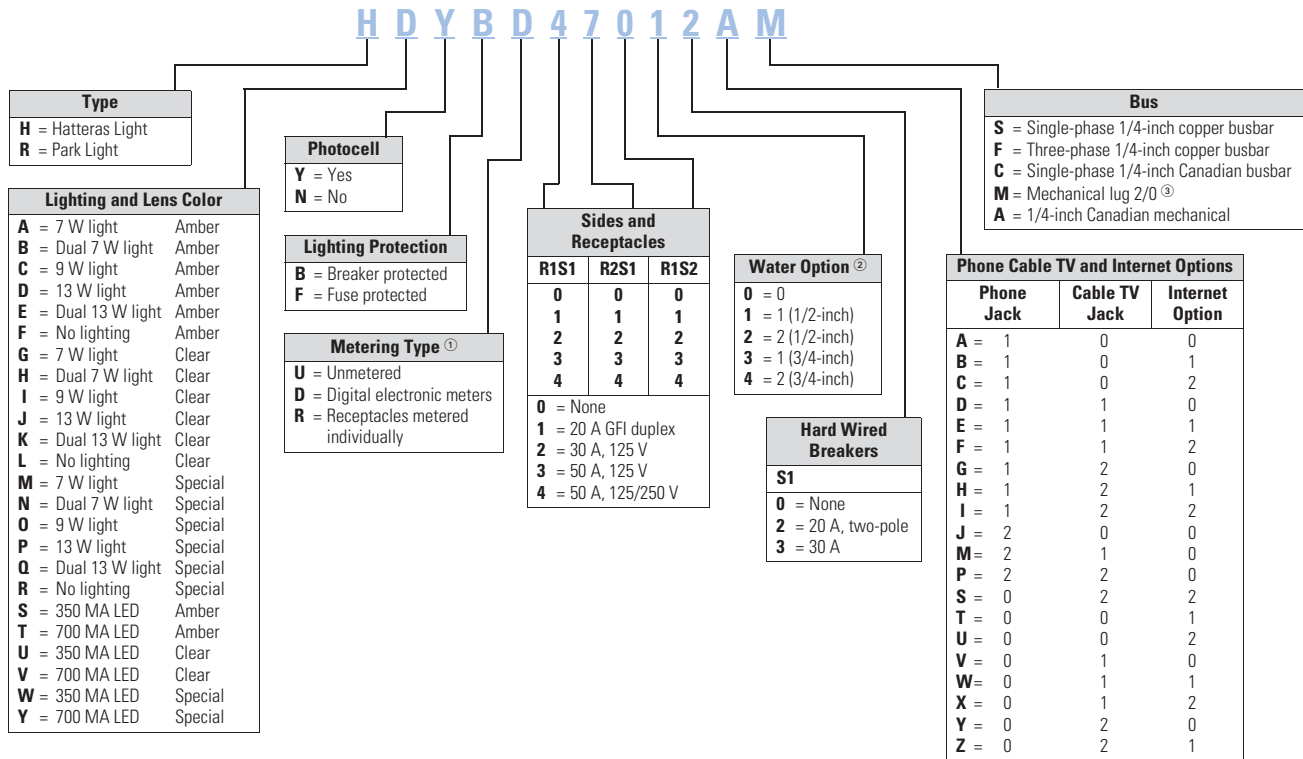 H D Y B D 4 7 0 1 2 A M
Type
H = Hatteras Light
R = Park Light
Lighting and Lens Color
A = 7 W light Amber
B = Dual 7 W light Amber
C = 9 W light Amber
D = 13 W light Amber
E = Dual 13 W light Amber
F = No lighting Amber
G = 7 W light Clear
H = Dual 7 W light Clear
I = 9 W light Clear
J = 13 W light Clear
K = Dual 13 W light Clear
L = No lighting Clear
M = 7 W light Special
N = Dual 7 W light Special
O = 9 W light Special
P = 13 W light Special
Q = Dual 13 W light Special
R = No lighting Special
S = 350 MA LED Amber
T = 700 MA LED Amber
U = 350 MA LED Clear
V = 700 MA LED Clear
W = 350 MA LED Special
Y = 700 MA LED Special
Photocell
Y = Yes
N = No
Lighting Protection
B = Breaker protected
F = Fuse protected
Metering Type ①
U = Unmetered
D = Digital electronic meters
R = Receptacles metered
individually
Sides and
Receptacles
R1S1 R2S1 R1S2
0 0 0
1 1 1
2 2 2
3 3 3
4 4 4
0 = None
1 = 20 A GFI duplex
2 = 30 A, 125 V
3 = 50 A, 125 V
4 = 50 A, 125/250 V
Water Option ②
0 = 0
1 = 1 (1/2-inch)
2 = 2 (1/2-inch)
3 = 1 (3/4-inch)
4 = 2 (3/4-inch)
Hard Wired
Breakers
S1
0 = None
2 = 20 A, two-pole
3 = 30 A
Bus
S = Single-phase 1/4-inch copper busbar
F = Three-phase 1/4-inch copper busbar
C = Single-phase 1/4-inch Canadian busbar
M = Mechanical lug 2/0 ③
A = 1/4-inch Canadian mechanical
Phone Cable TV and Internet Options
Phone Cable TV Internet
Jack Jack Option
A = 1 0 0
B = 1 0 1
C = 1 0 2
D = 1 1 0
E = 1 1 1
F = 1 1 2
G = 1 2 0
H = 1 2 1
I = 1 2 2
J = 2 0 0
M = 2 1 0
P = 2 2 0
S = 0 2 2
T = 0 0 1
U = 0 0 2
V = 0 1 0
W = 0 1 1
X = 0 1 2
Y = 0 2 0
Z = 0 2 1